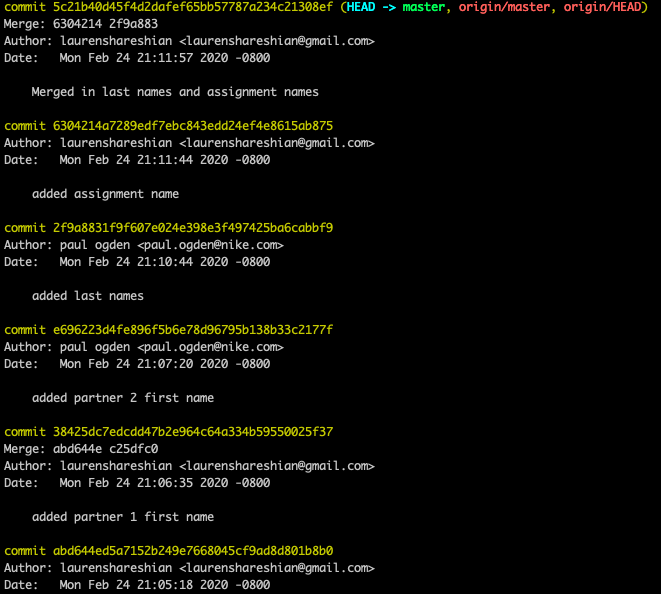 commit 5c21b40d45f4d2dafef65bb57787a234c21308ef (HEAD -> master, origin/master, origin/HEAD)
Merge: 6304214 2f9a883
Author: laurenshareshian <laurenshareshian@gmail.com>
Date:   Mon Feb 24 21:11:57 2020 -0800
    Merged in last names and assignment names
commit 6304214a7289edf7ebc843edd24ef4e8615ab875
Author: laurenshareshian <laurenshareshian@gmail.com>
Date:   Mon Feb 24 21:11:44 2020 -0800
    added assignment name
commit 2f9a8831f9f607e024e398e3f497425ba6cabbf9
Author: paul ogden <paul.ogden@nike.com>
Date:   Mon Feb 24 21:10:44 2020 -0800
    added last names
commit e696223d4fe896f5b6e78d96795b138b33c2177f
Author: paul ogden <paul.ogden@nike.com>
Date:   Mon Feb 24 21:07:20 2020 -0800
    added partner 2 first name
commit 38425dc7edcdd47b2e964c64a334b59550025f37
Merge: abd644e c25dfc0
Author: laurenshareshian <laurenshareshian@gmail.com>
Date:   Mon Feb 24 21:06:35 2020 -0800
    added partner 1 first name
commit abd644ed5a7152b249e7668045cf9ad8d801b8b0
Author: laurenshareshian <laurenshareshian@gmail.com>
Date:   Mon Feb 24 21:05:18 2020 -0800